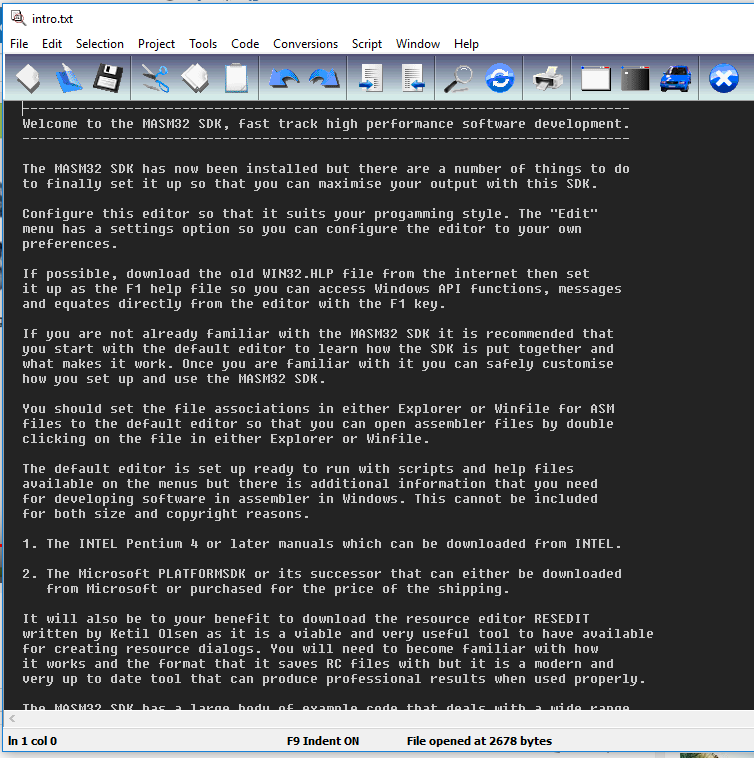 intro.txt
File Edit Selection Project Tools Code Conversions Script Window Help
-----------------------------------------------------------------------------
Welcome to the MASM32 SDK, fast track high performance software development.
-----------------------------------------------------------------------------
The MASM32 SDK has now been installed but there are a number of things to do
to finally set it up so that you can maximise your output with this SDK.
Configure this editor so that it suits your progamming style. The "Edit"
menu has a settings option so you can configure the editor to your own
preferences.
If possible, download the old WIN32.HLP file from the internet then set
it up as the F1 help file so you can access Windows API functions, messages
and equates directly from the editor with the F1 key.
If you are not already familiar with the MASM32 SDK it is recommended that
you start with the default editor to learn how the SDK is put together and
what makes it work. Once you are familiar with it you can safely customise
how you set up and use the MASM32 SDK.
You should set the file associations in either Explorer or Winfile for ASM
files to the default editor so that you can open assembler files by double
clicking on the file in either Explorer or Winfile.
The default editor is set up ready to run with scripts and help files
available on the menus but there is additional information that you need
for developing software in assembler in Windows. This cannot be included
for both size and copyright reasons.
1. The INTEL Pentium 4 or later manuals which can be downloaded from INTEL.
2. The Microsoft PLATFORMSDK or its successor that can either be downloaded
from Microsoft or purchased for the price of the shipping.
It will also be to your benefit to download the resource editor RESEDIT
written by Ketil Olsen as it is a viable and very useful tool to have available
for creating resource dialogs. You will need to become familiar with how
it works and the format that it saves RC files with but it is a modern and
very up to date tool that can produce professional results when used properly.
The MASM32 SDK has a large body of example code that deals with a wide range
ln 1 col 0 F9 Indent ON File opened at 2678 bytes